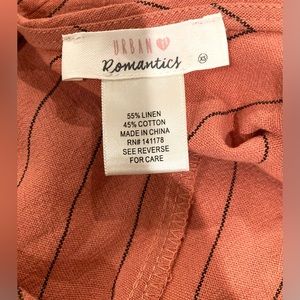 URBAN
Romantics
XS
55% LINEN
45% COTTON
MADE IN CHINA
RN# 141178
SEE REVERSE
FOR CARE